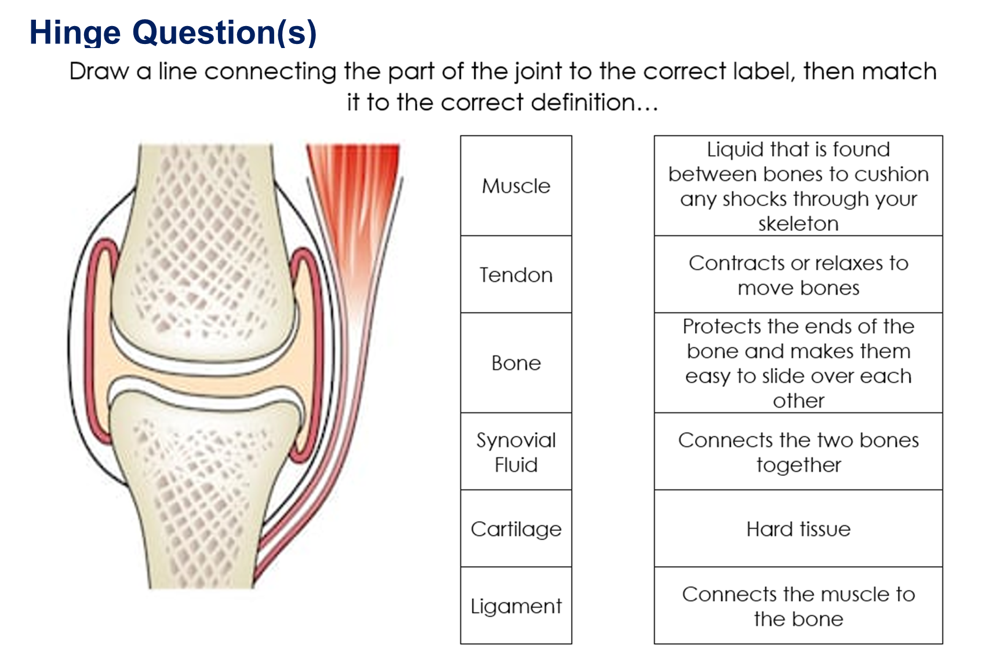 Hinge Question(s)
Draw a line connecting the part of the joint to the correct label, then match
it to the correct definition...
Muscle
Tendon
Bone
Synovial
Fluid
Cartilage
Ligament
Liquid that is found
between bones to cushion
any shocks through your
skeleton
Contracts or relaxes to
move bones
Protects the ends of the
bone and makes them
easy to slide over each
other
Connects the two bones
together
Hard tissue
Connects the muscle to
the bone